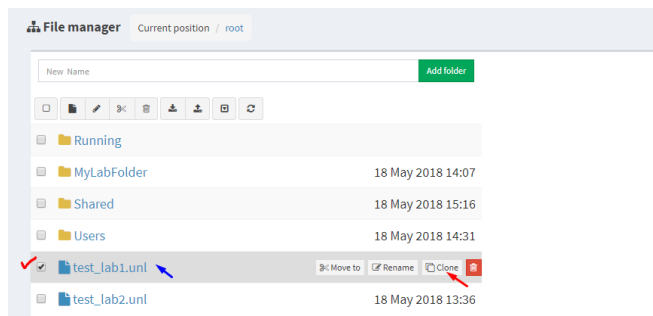 File manager Current position / root
New Name Add folder
Running
MyLabFolder 18 May 2018 14:07
Shared 18 May 2018 15:16
Users 18 May 2018 14:31
test_lab1.unl Move to Rename Clone
test_lab2.unl 18 May 2018 13:36